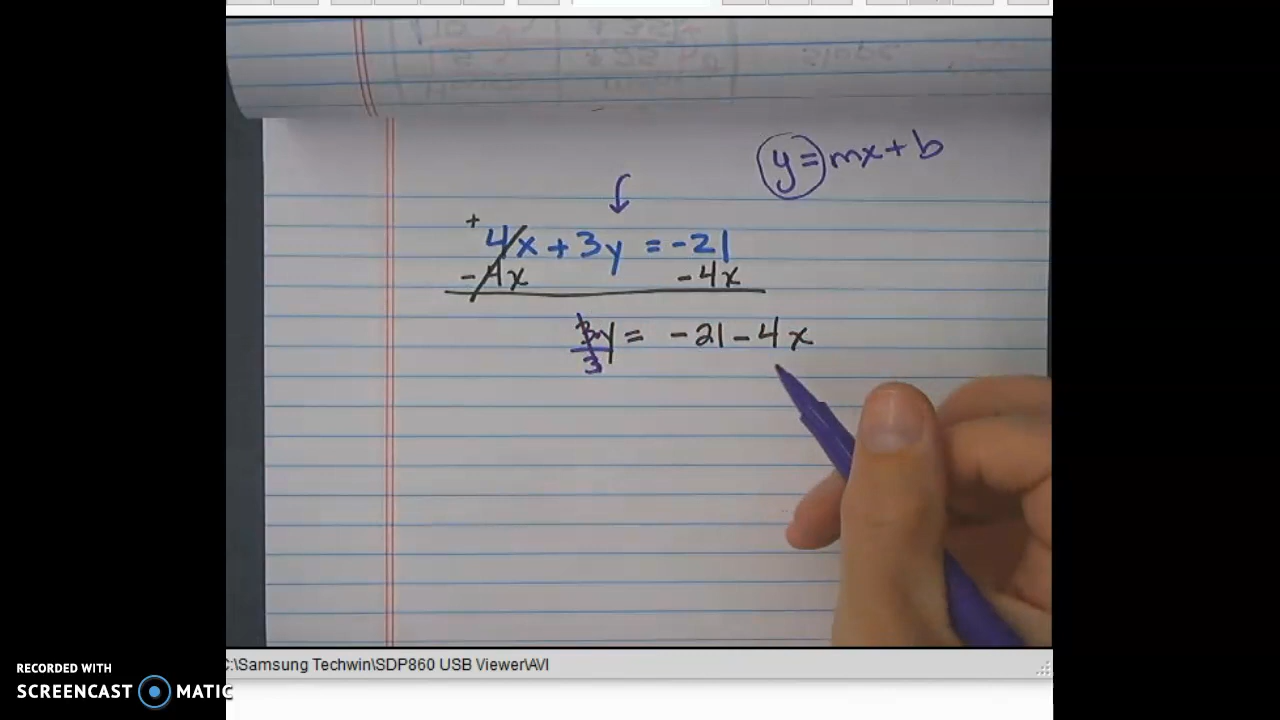 y=mx+b
+
4x+3y=-21
-4x -4x
3y= -21-4x
3
C:\Samsung Techwin\SDP860 USB Viewer\AVI
RECORDED WITH
SCREENCAST MATIC